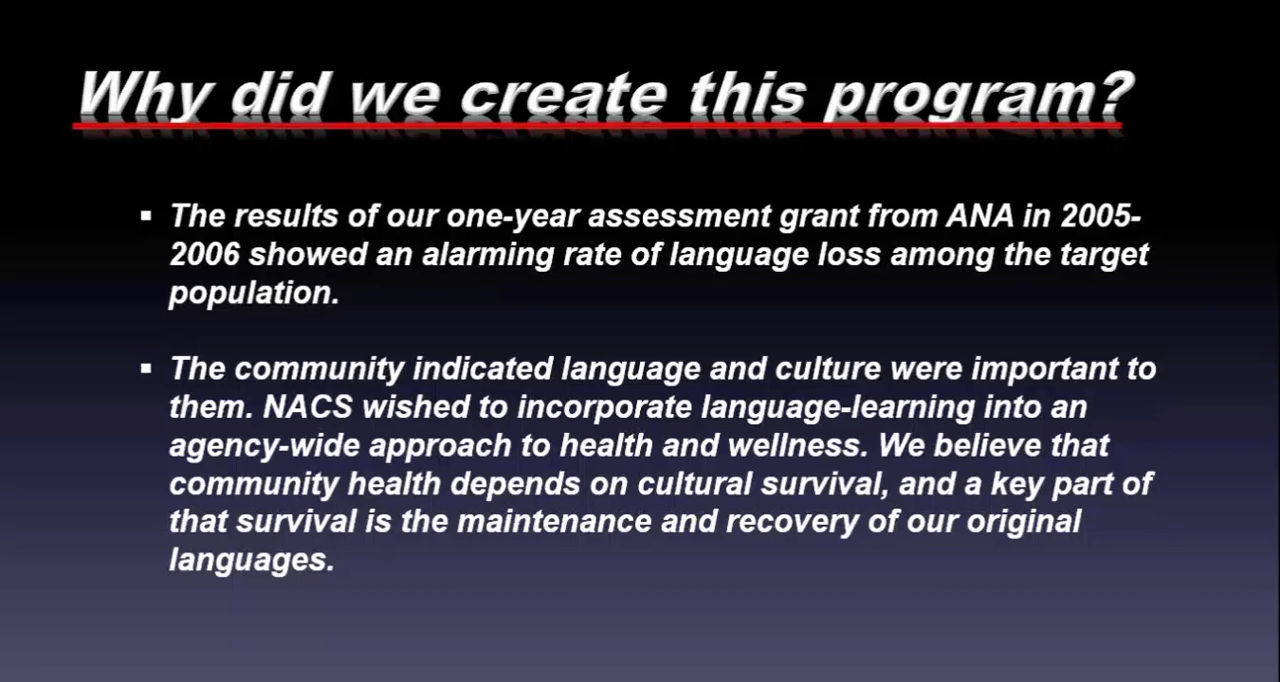 Why did we create this program?
▪ The results of our one-year assessment grant from ANA in 2005-
2006 showed an alarming rate of language loss among the target
population.
▪ The community indicated language and culture were important to
them. NACS wished to incorporate language-learning into an
agency-wide approach to health and wellness. We believe that
community health depends on cultural survival, and a key part of
that survival is the maintenance and recovery of our original
languages.